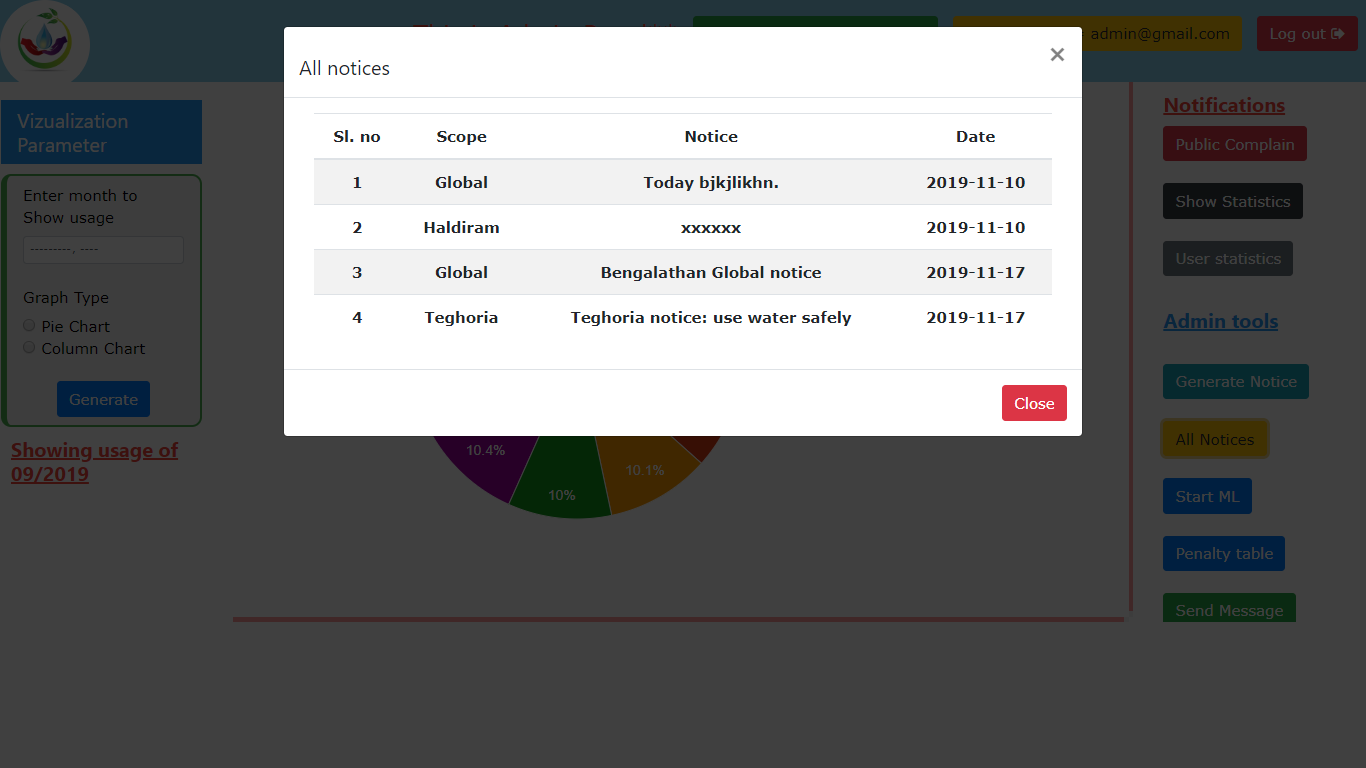 admin@gmail.com
Log out
All notices
×
Sl. no Scope Notice Date
1 Global Today bjkjlikhn. 2019-11-10
2 Haldiram xxxxxx 2019-11-10
3 Global Bengalathan Global notice 2019-11-17
4 Teghoria Teghoria notice: use water safely 2019-11-17
Close
Vizualization
Parameter
Enter month to
Show usage
---------, ----
Graph Type
Pie Chart
Column Chart
Generate
Showing usage of
09/2019
10.4%
10%
10.1%
Notifications
Public Complain
Show Statistics
User statistics
Admin tools
Generate Notice
All Notices
Start ML
Penalty table
Send Message